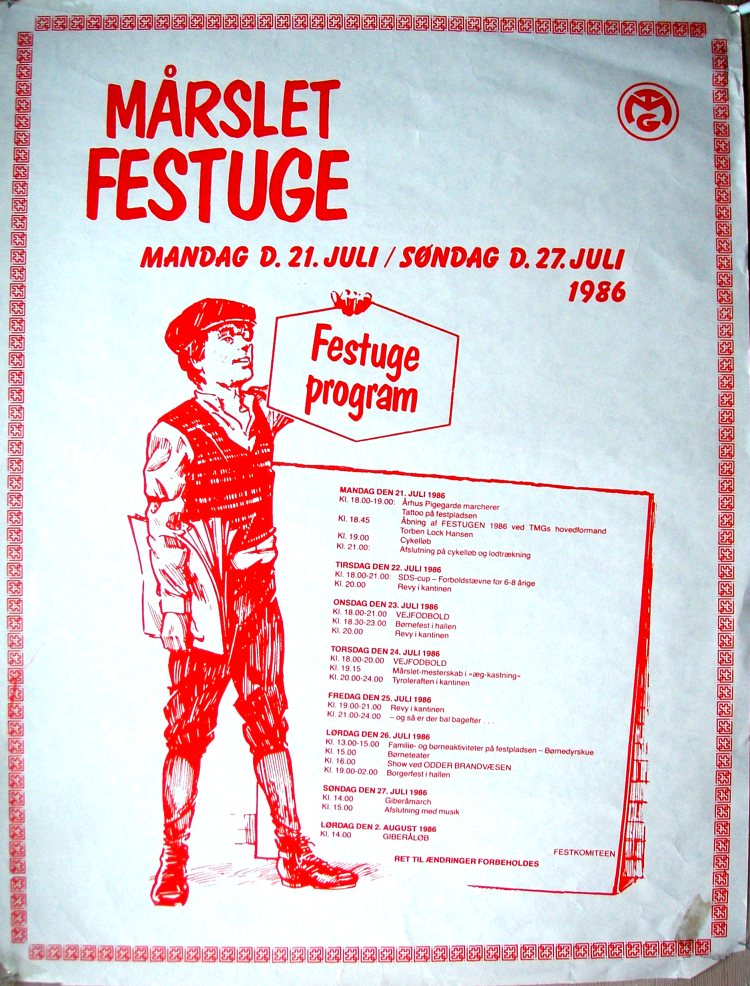 MÅRSLET
FESTUGE
TMG
MANDAG D. 21. JULI / SØNDAG D. 27. JULI
1986
Festuge
program
MANDAG DEN 21. JULI 1986
Kl. 18.00-19.00: Århus Pigegarde marcherer
Tattoo på festpladsen
Kl. 18.45 Åbning af FESTUGEN 1986 ved TMGs hovedformand
Torben Lock Hansen
Kl. 19.00 Cykelløb
Kl. 21.00: Afslutning på cykelløb og lodtrækning
TIRSDAG DEN 22. JULI 1986
Kl. 18.00-21.00: SDS-cup – Forboldstævne for 6-8 årige
Kl. 20.00 Revy i kantinen
ONSDAG DEN 23. JULI 1986
Kl. 18.00-21.00 VEJFODBOLD
Kl. 18.30-23.00 Børnefest i hallen
Kl. 20.00 Revy i kantinen
TORSDAG DEN 24. JULI 1986
Kl. 18.00-20.00 VEJFODBOLD
Kl. 19.15 Mårslet-mesterskab i »æg-kastning«
Kl. 20.00-24.00 Tyroleraften i kantinen
FREDAG DEN 25. JULI 1986
Kl. 19.00-21.00 Revy i kantinen
Kl. 21.00-24.00 – og så er der bal bagefter . . .
LØRDAG DEN 26. JULI 1986
Kl. 13.00-15.00 Familie- og børneaktiviteter på festpladsen – Børnedyrskue
Kl. 15.00 Børneteater
Kl. 16.00 Show ved ODDER BRANDVÆSEN
Kl. 19.00-02.00 Borgerfest i hallen
SØNDAG DEN 27. JULI 1986
Kl. 14.00 Giberåmarch
Kl. 15.00 Afslutning med musik
LØRDAG DEN 2. AUGUST 1986
Kl. 14.00 GIBERÅLØB
FESTKOMITEEN
RET TIL ÆNDRINGER FORBEHOLDES